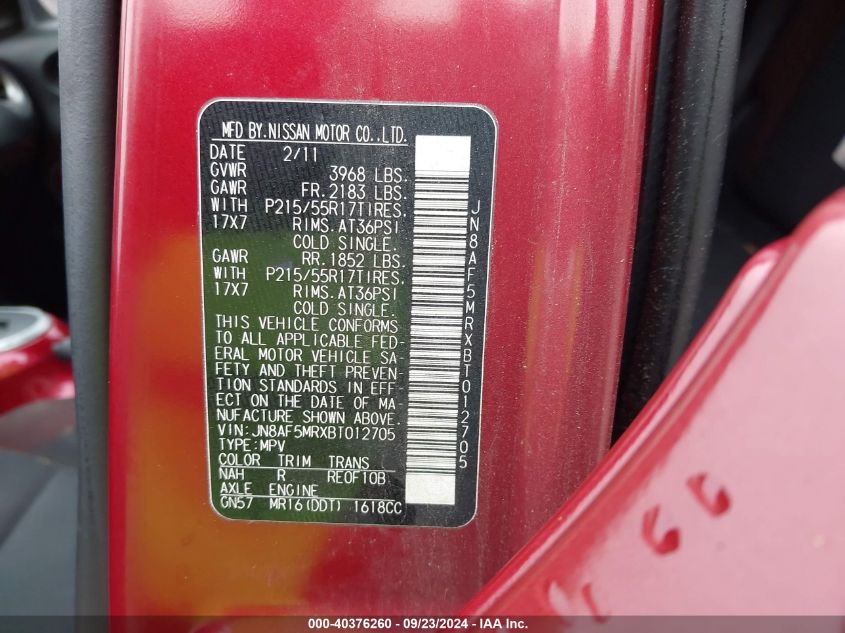 MFD BY.NISSAN MOTOR CO.,LTD.
DATE 2/11
GVWR 3968 LBS.
GAWR FR.2183 LBS.
WITH P215/55R17TIRES.
17X7 RIMS.AT36PSI
COLD SINGLE.
GAWR RR.1852 LBS.
WITH P215/55R17TIRES.
17X7 RIMS.AT36PSI
COLD SINGLE.
THIS VEHICLE CONFORMS
TO ALL APPLICABLE FED-
ERAL MOTOR VEHICLE SA-
FETY AND THEFT PREVEN-
TION STANDARDS IN EFF-
ECT ON THE DATE OF MA-
NUFACTURE SHOWN ABOVE.
VIN:JN8AF5MRXBT012705
TYPE:MPV
COLOR TRIM TRANS
NAH R RE0F10B
AXLE ENGINE
GN57 MR16(DDT) 1618CC
JN8AF5MRXBT012705
000-40376260 - 09/23/2024 - IAA Inc.